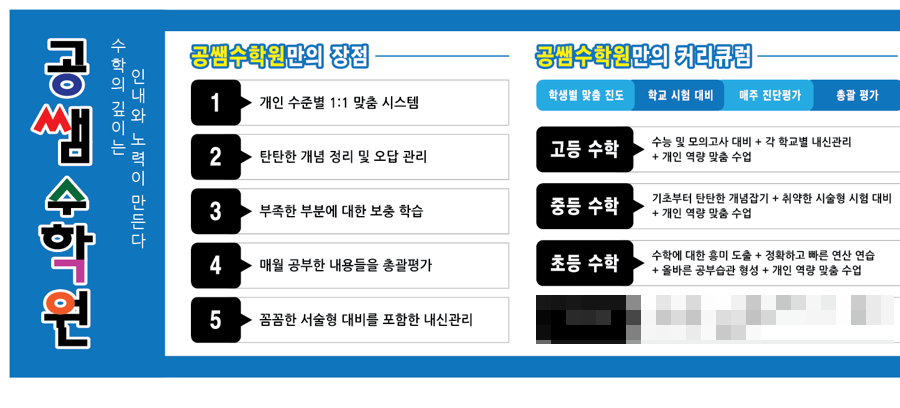 공쌤수학원
수학의 깊이는
인내와 노력이 만든다
공쌤수학원만의 장점
1 개인 수준별 1:1 맞춤 시스템
2 탄탄한 개념 정리 및 오답 관리
3 부족한 부분에 대한 보충 학습
4 매월 공부한 내용들을 총괄평가
5 꼼꼼한 서술형 대비를 포함한 내신관리
공쌤수학원만의 커리큐럼
학생별 맞춤 진도 학교 시험 대비 매주 진단평가 총괄 평가
고등 수학
수능 및 모의고사 대비 + 각 학교별 내신관리
+ 개인 역량 맞춤 수업
중등 수학
기초부터 탄탄한 개념잡기 + 취약한 시술형 시험 대비
+ 개인 역량 맞춤 수업
초등 수학
수학에 대한 흥미 도출 + 정확하고 빠른 연산 연습
+ 올바른 공부습관 형성 + 개인 역량 맞춤 수업